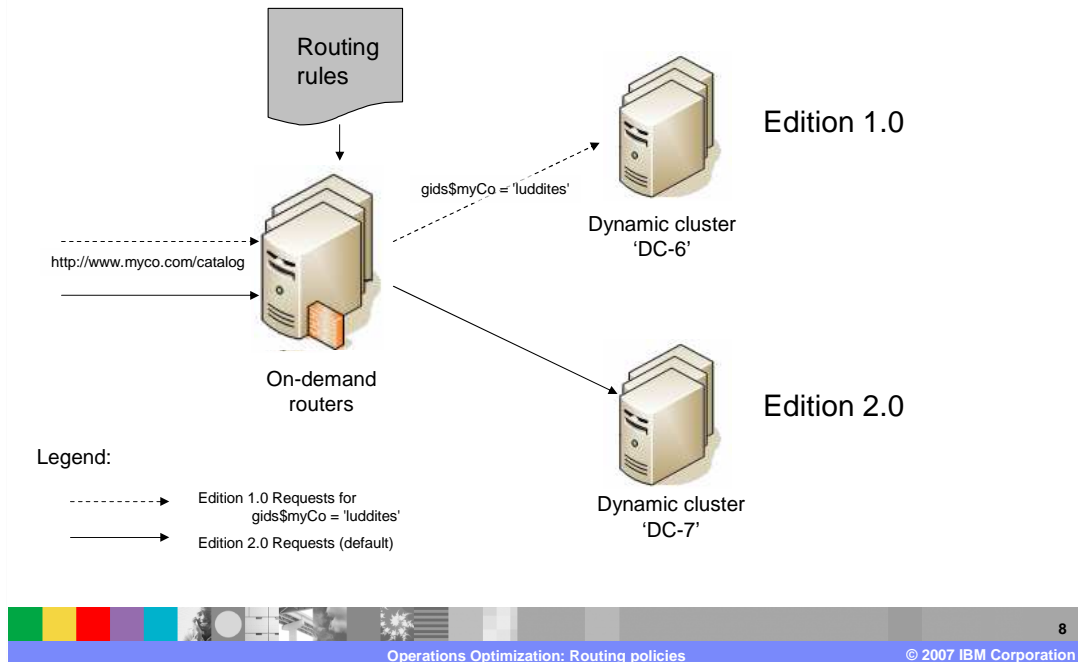 Routing
rules
Edition 1.0
gids$myCo = 'luddites'
Dynamic cluster
‘DC-6’
http://www.myco.com/catalog
On-demand
routers
Edition 2.0
Dynamic cluster
‘DC-7’
Legend:
Edition 1.0 Requests for
gids$myCo = 'luddites'
Edition 2.0 Requests (default)
8
Operations Optimization: Routing policies
© 2007 IBM Corporation